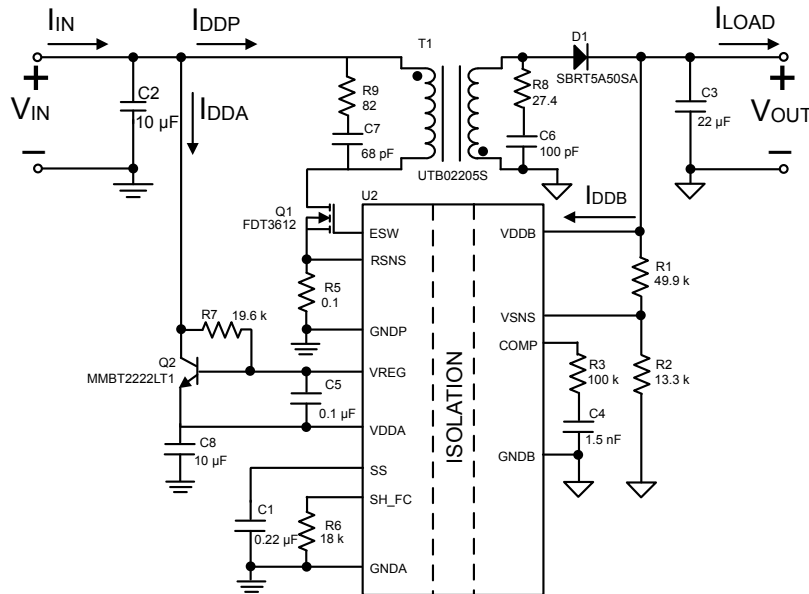 IIN
IDDP
T1
D1
ILOAD
SBRT5A50SA
+
VIN
–
C2
10 µF
IDDA
R9
82
C7
68 pF
R8
27.4
C6
100 pF
C3
22 µF
+
VOUT
–
UTB02205S
U2
IDDB
Q1
FDT3612
ESW
VDDB
RSNS
R1
49.9 k
R5
0.1
VSNS
R7
19.6 k
GNDP
COMP
Q2
MMBT2222LT1
VREG
R3
100 k
R2
13.3 k
C5
0.1 µF
ISOLATION
C4
1.5 nF
VDDA
C8
10 µF
GNDB
SS
SH_FC
C1
0.22 µF
R6
18 k
GNDA